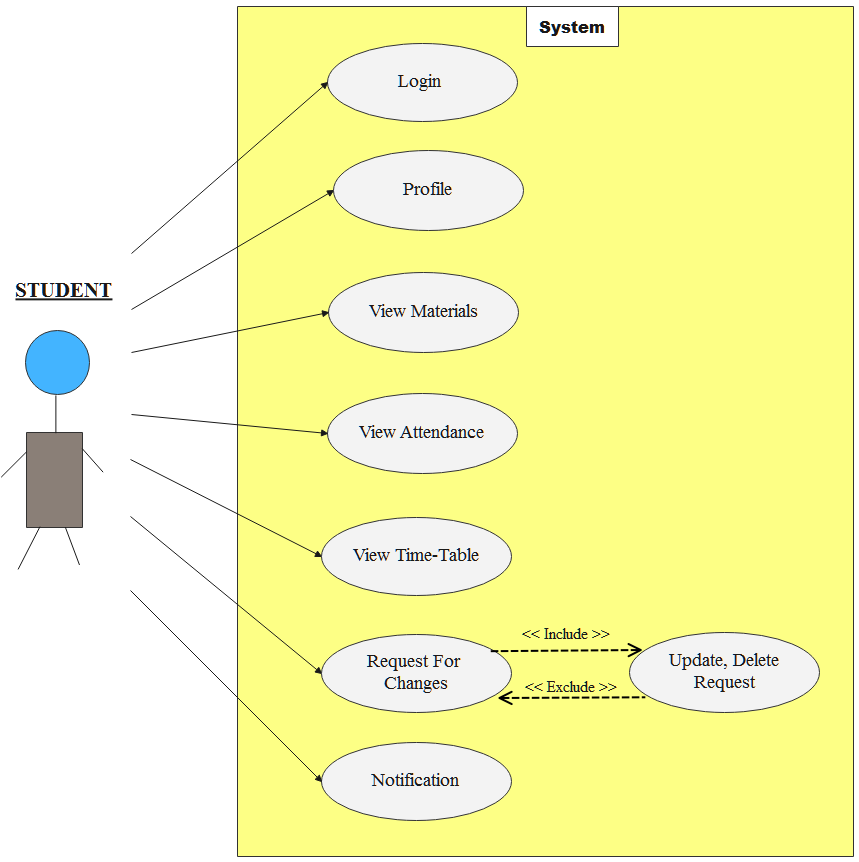 System
Login
Profile
STUDENT
View Materials
View Attendance
View Time-Table
Request For
Changes
<< Include >>
<< Exclude >>
Update, Delete
Request
Notification